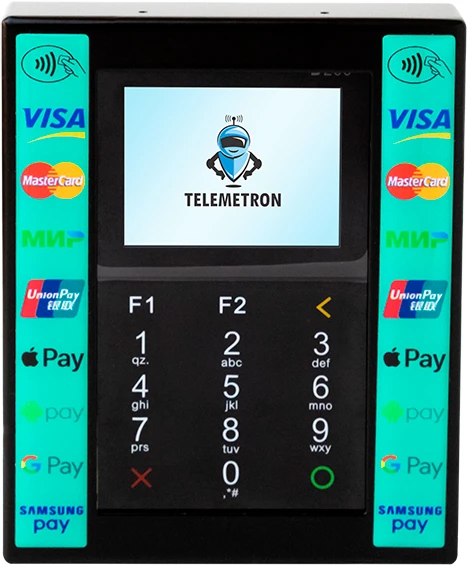 VISA
MasterCard
МИР
UnionPay
银联
Pay
pay
G Pay
SAMSUNG
pay
TELEMETRON
F1 F2 <
1 2 3
qz. abc def
4 5 6
ghi jkl mno
7 8 9
prs tuv wxy
0
,*#
VISA
MasterCard
МИР
UnionPay
银联
Pay
pay
G Pay
SAMSUNG
pay